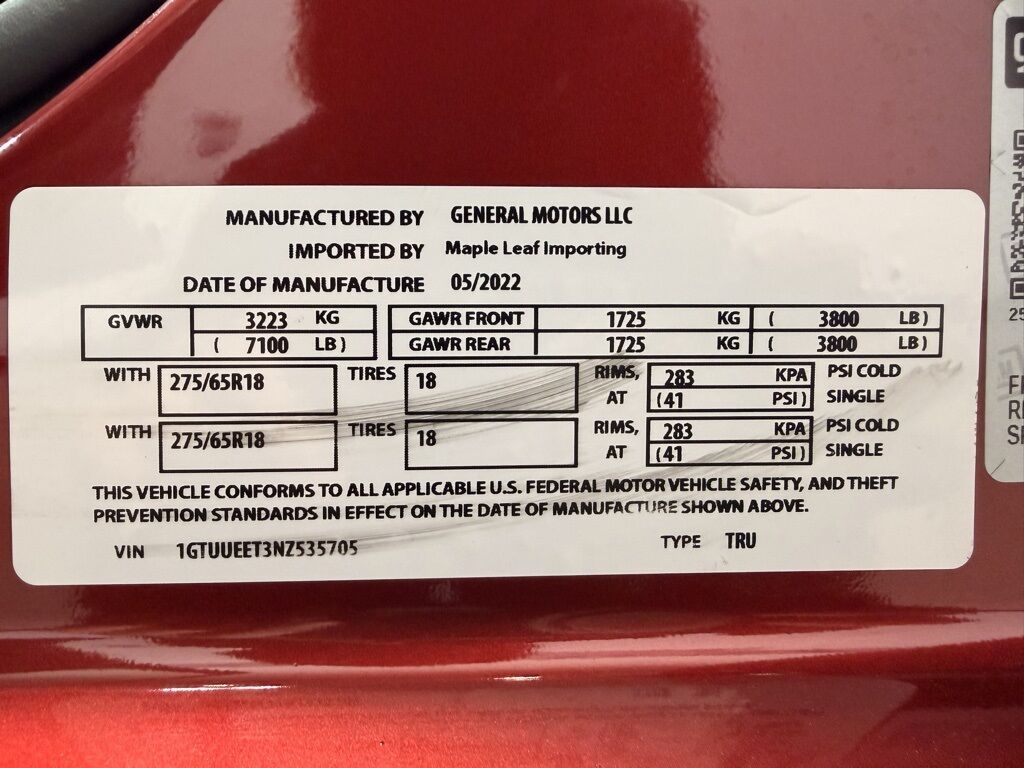 MANUFACTURED BY GENERAL MOTORS LLC
IMPORTED BY Maple Leaf Importing
DATE OF MANUFACTURE 05/2022
GVWR 3223 KG GAWR FRONT 1725 KG ( 3800 LB )
( 7100 LB ) GAWR REAR 1725 KG ( 3800 LB )
WITH 275/65R18 TIRES 18 RIMS, 283 KPA PSI COLD
AT (41 PSI) SINGLE
WITH 275/65R18 TIRES 18 RIMS, 283 KPA PSI COLD
AT (41 PSI) SINGLE
THIS VEHICLE CONFORMS TO ALL APPLICABLE U.S. FEDERAL MOTOR VEHICLE SAFETY, AND THEFT
PREVENTION STANDARDS IN EFFECT ON THE DATE OF MANUFACTURE SHOWN ABOVE.
VIN 1GTUUEET3NZ535705 TYPE TRU